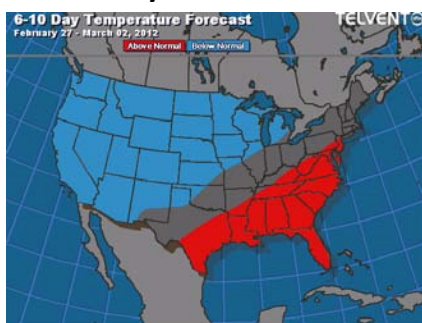 6-10 Day Temperature Forecast
TELVENT
February 27 - March 02, 2012
Above Normal Below Normal